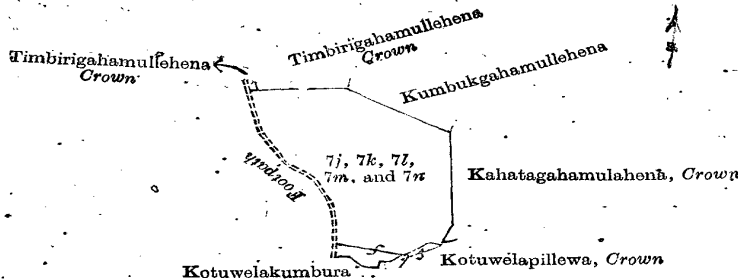 Timbirigahamullehena
Crown
Timbirigahamullehena
Crown
Kumbukgahamullehena
Footpath
7j, 7k, 7l,
7m, and 7n
Kahatagahamulahena, Crown
Kotuwelapillewa, Crown
Kotuwelakumbura